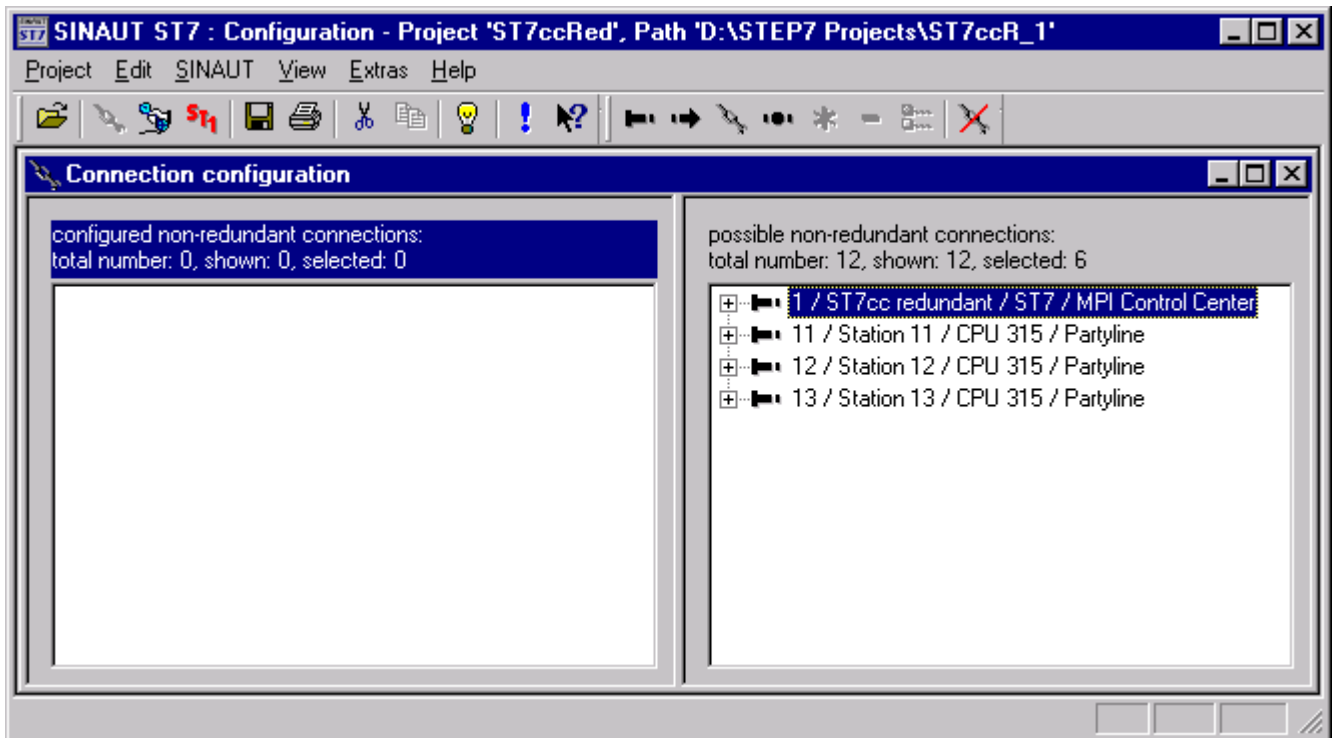 SINAUT ST7 : Configuration - Project 'ST7ccRed', Path 'D:\STEP7 Projects\ST7ccR_1'
Project Edit SINAUT View Extras Help
ST1
Connection configuration
configured non-redundant connections:
total number: 0, shown: 0, selected: 0
possible non-redundant connections:
total number: 12, shown: 12, selected: 6
1 / ST7cc redundant / ST7 / MPI Control Center
11 / Station 11 / CPU 315 / Partyline
12 / Station 12 / CPU 315 / Partyline
13 / Station 13 / CPU 315 / Partyline